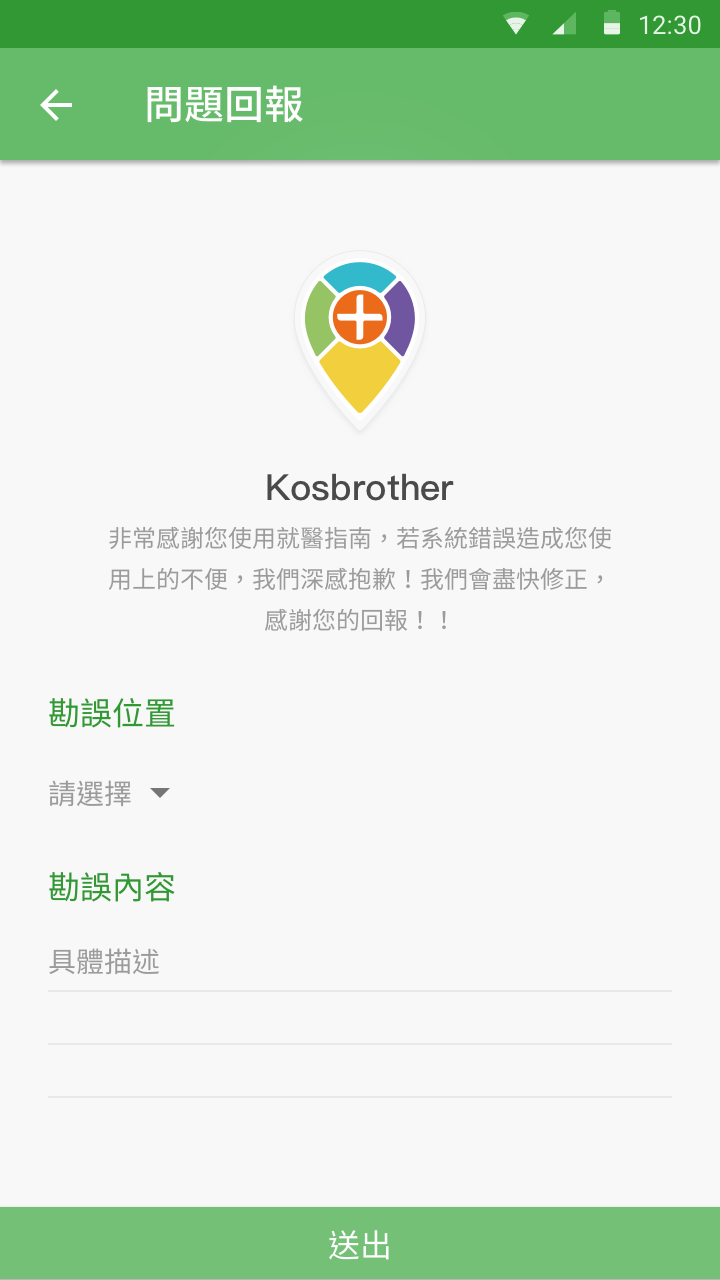 12:30
問題回報
Kosbrother
非常感謝您使用就醫指南，若系統錯誤造成您使
用上的不便，我們深感抱歉！我們會盡快修正，
感謝您的回報！！
勘誤位置
請選擇
勘誤內容
具體描述
送出